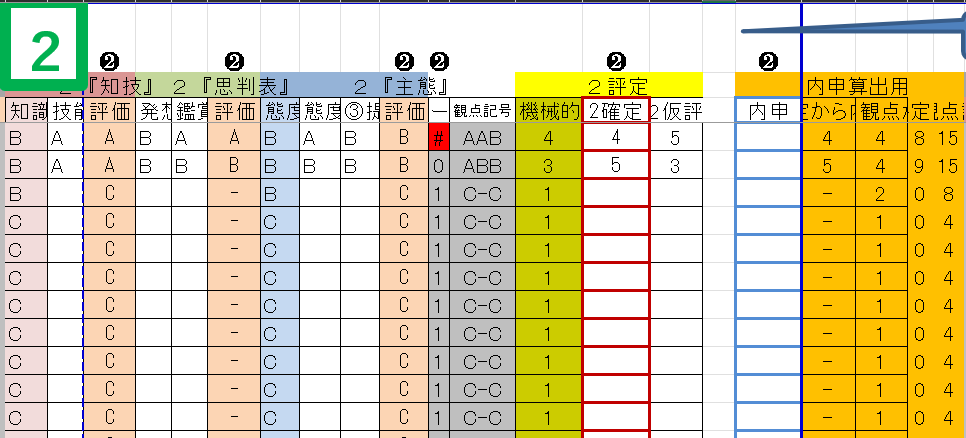 2
❷ ❷ ❷ ❷ ❷ ❷
2 『知技』 2 『思判表』 2 『主態』 2評定 内申算出用
知識 技能 評価 発想 鑑賞 評価 態度 態度 ③提 評価 一 観点記号 機械的 2確定 2仮評 内申 定から内 観点 定 観点
B A A B A A B A B B # AAB 4 4 5 4 4 8 15
B A A B B B B B B B 0 ABB 3 5 3 5 4 9 15
B C - B C 1 C-C 1 - 2 0 8
C C - C C 1 C-C 1 - 1 0 4
C C - C C 1 C-C 1 - 1 0 4
C C - C C 1 C-C 1 - 1 0 4
C C - C C 1 C-C 1 - 1 0 4
C C - C C 1 C-C 1 - 1 0 4
C C - C C 1 C-C 1 - 1 0 4
C C - C C 1 C-C 1 - 1 0 4
C C - C C 1 C-C 1 - 1 0 4